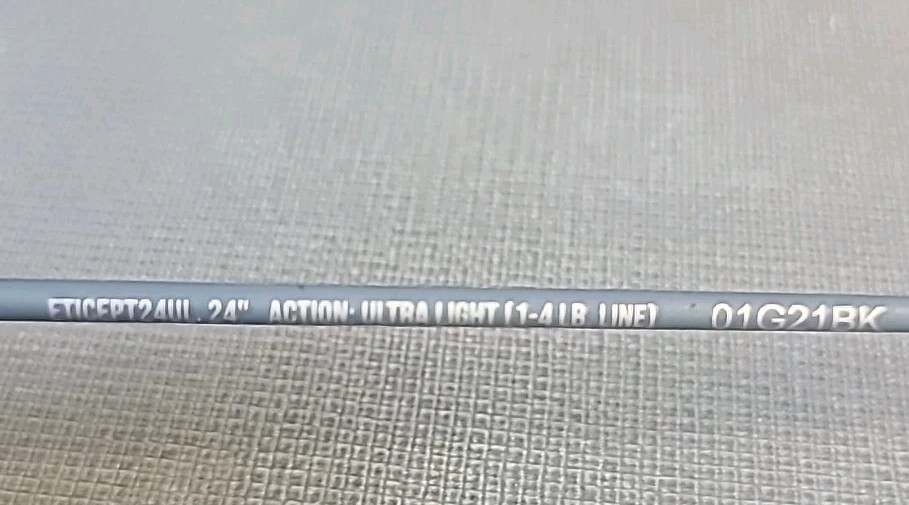 ETICEPT24UL. 24" ACTION: ULTRA LIGHT (1-4 LB LINE) 01G21BK